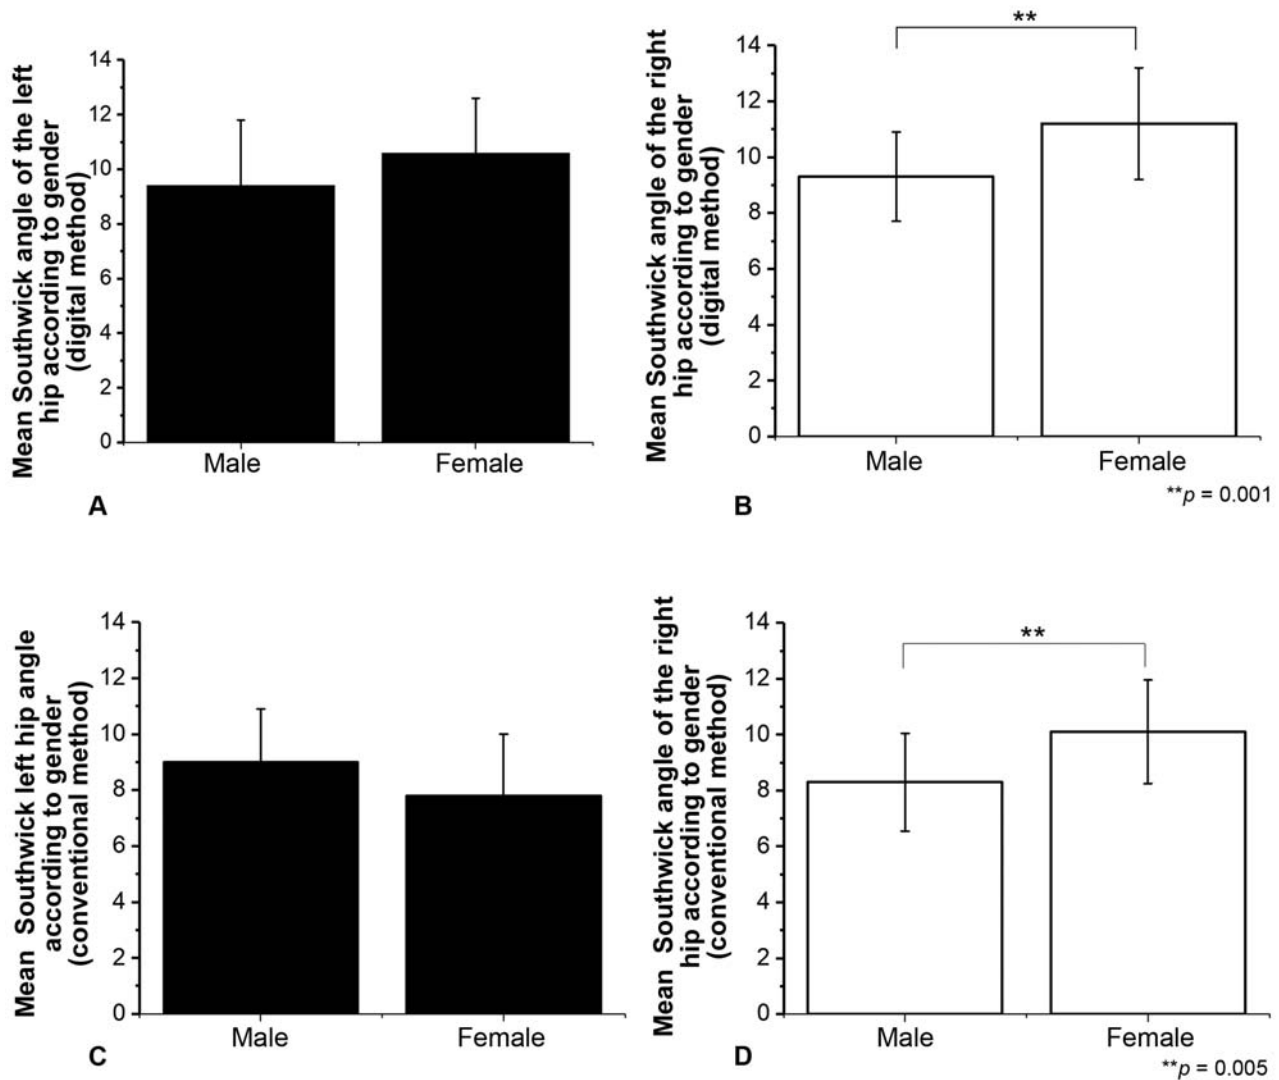 Mean Southwick angle of the left
hip according to gender
(digital method)
14
12
10
8
6
4
2
0
Male
Female
A
Mean Southwick angle of the right
hip according to gender
(digital method)
14
12
10
8
6
4
2
0
**
Male
Female
**p = 0.001
B
Mean Southwick left hip angle
according to gender
(conventional method)
14
12
10
8
6
4
2
0
Male
Female
C
Mean Southwick angle of the right
hip according to gender
(conventional method)
14
12
10
8
6
4
2
0
**
Male
Female
D
**p = 0.005